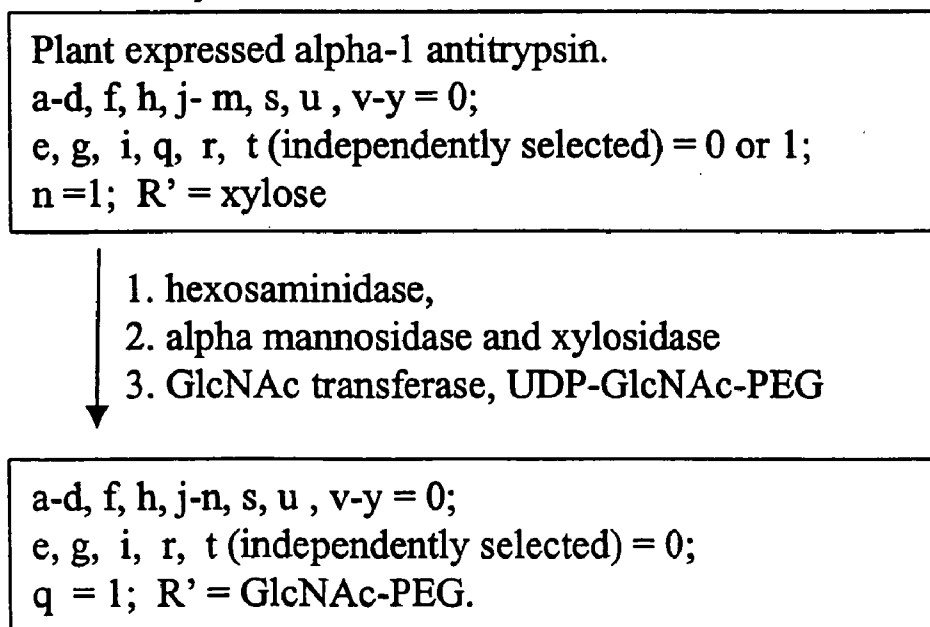 Plant expressed alpha-1 antitrypsin.
a-d, f, h, j- m, s, u , v-y = 0;
e, g, i, q, r, t (independently selected) = 0 or 1;
n =1; R’ = xylose
1. hexosaminidase,
2. alpha mannosidase and xylosidase
3. GlcNAc transferase, UDP-GlcNAc-PEG
a-d, f, h, j-n, s, u , v-y = 0;
e, g, i, r, t (independently selected) = 0;
q = 1; R’ = GlcNAc-PEG.